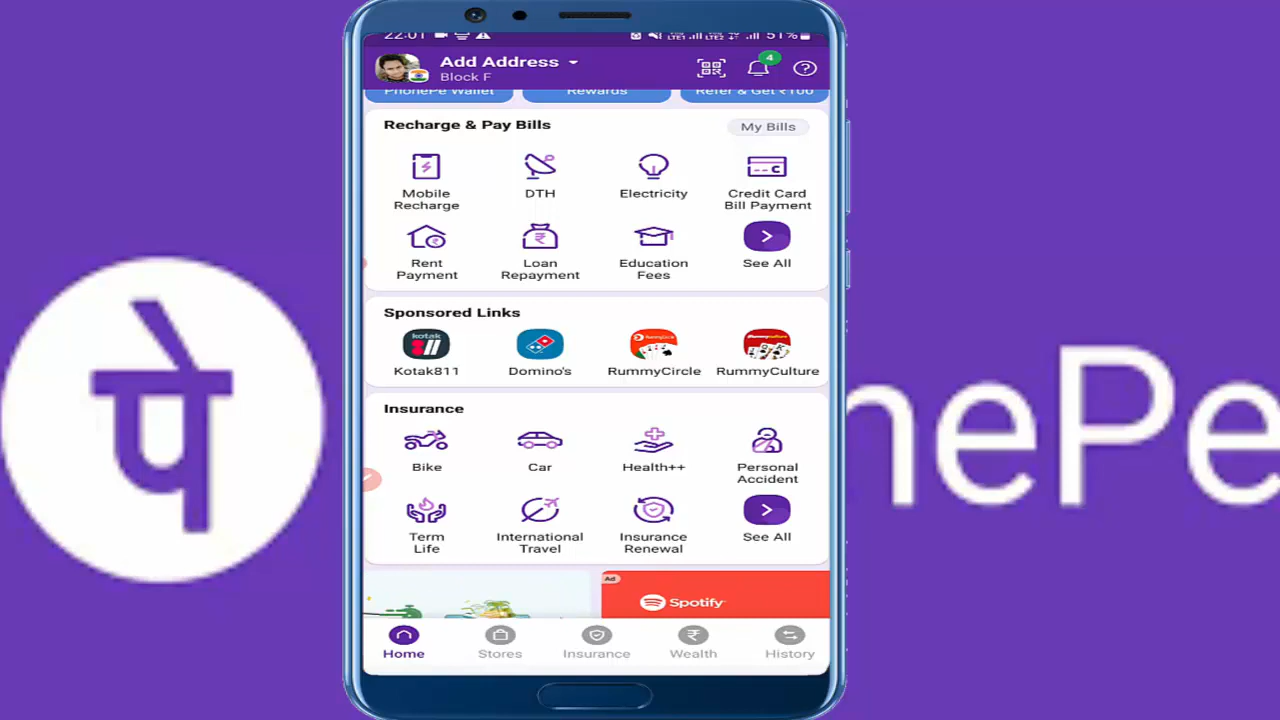 22:01
51%
Add Address
Block F
4
PhonePe Wallet
Rewards
Refer & Get ₹100
Recharge & Pay Bills
My Bills
Mobile
Recharge
DTH
Electricity
Credit Card
Bill Payment
Rent
Payment
Loan
Repayment
Education
Fees
See All
Sponsored Links
kotak
811
Kotak811
Domino's
RummyCircle
RummyCulture
Insurance
Bike
Car
Health++
Personal
Accident
Term
Life
International
Travel
Insurance
Renewal
See All
Ad
Spotify
Home
Stores
Insurance
Wealth
History
पे
nePe